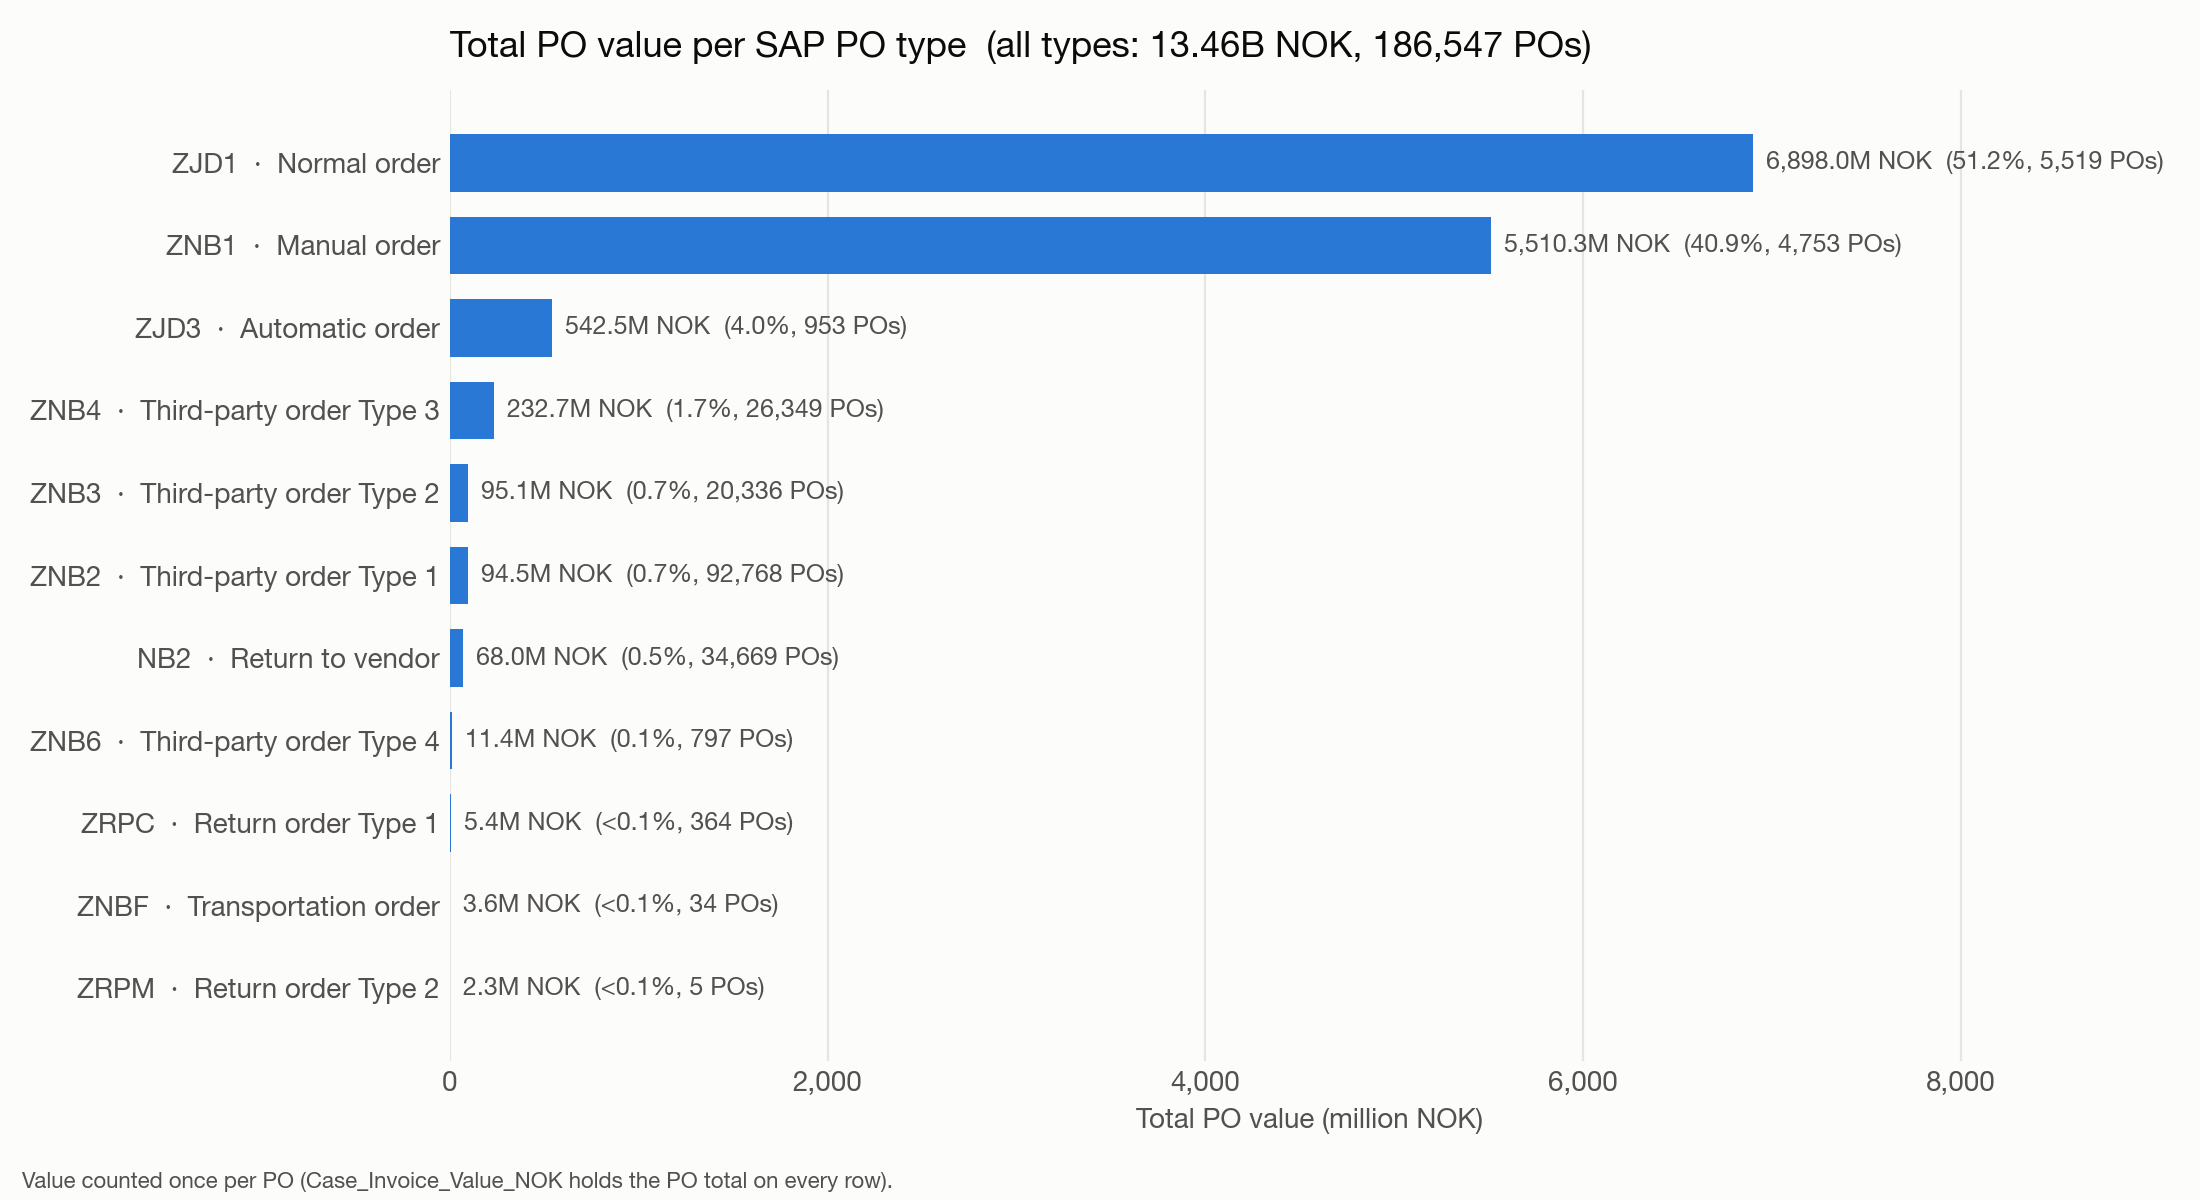 Total PO value per SAP PO type  (all types: 13.46B NOK, 186,547 POs)
ZJD1 · Normal order 6,898.0M NOK (51.2%, 5,519 POs)
ZNB1 · Manual order 5,510.3M NOK (40.9%, 4,753 POs)
ZJD3 · Automatic order 542.5M NOK (4.0%, 953 POs)
ZNB4 · Third-party order Type 3 232.7M NOK (1.7%, 26,349 POs)
ZNB3 · Third-party order Type 2 95.1M NOK (0.7%, 20,336 POs)
ZNB2 · Third-party order Type 1 94.5M NOK (0.7%, 92,768 POs)
NB2 · Return to vendor 68.0M NOK (0.5%, 34,669 POs)
ZNB6 · Third-party order Type 4 11.4M NOK (0.1%, 797 POs)
ZRPC · Return order Type 1 5.4M NOK (<0.1%, 364 POs)
ZNBF · Transportation order 3.6M NOK (<0.1%, 34 POs)
ZRPM · Return order Type 2 2.3M NOK (<0.1%, 5 POs)
0 2,000 4,000 6,000 8,000
Total PO value (million NOK)
Value counted once per PO (Case_Invoice_Value_NOK holds the PO total on every row).